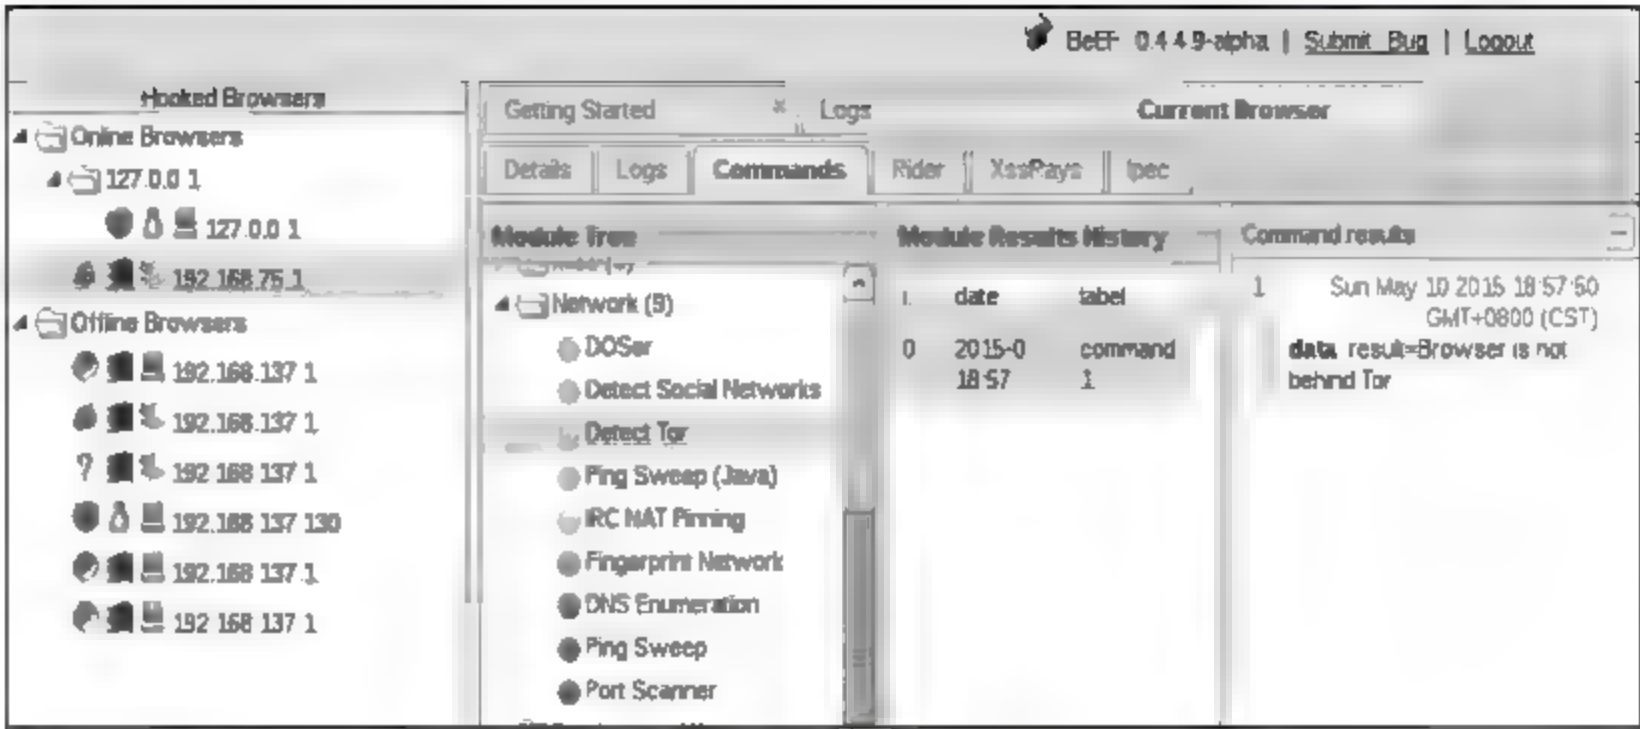 BeEF 0.4.4.9-alpha | Submit Bug | Logout
Hooked Browsers
Getting Started
Logs
Current Browser
Online Browsers
127.0.0.1
127.0.0.1
192.168.75.1
Offline Browsers
192.168.137.1
192.168.137.1
192.168.137.1
192.168.137.130
192.168.137.1
192.168.137.1
Details
Logs
Commands
Rider
XssRays
Ipec
Module Tree
Network (9)
DOSer
Detect Social Networks
Detect Tor
Ping Sweep (Java)
IRC NAT Pinning
Fingerprint Network
DNS Enumeration
Ping Sweep
Port Scanner
Module Results History
date label
0 2015-0 command
18:57 1
Command results
1 Sun May 10 2015 18:57:50
GMT+0800 (CST)
data result=Browser is not
behind Tor